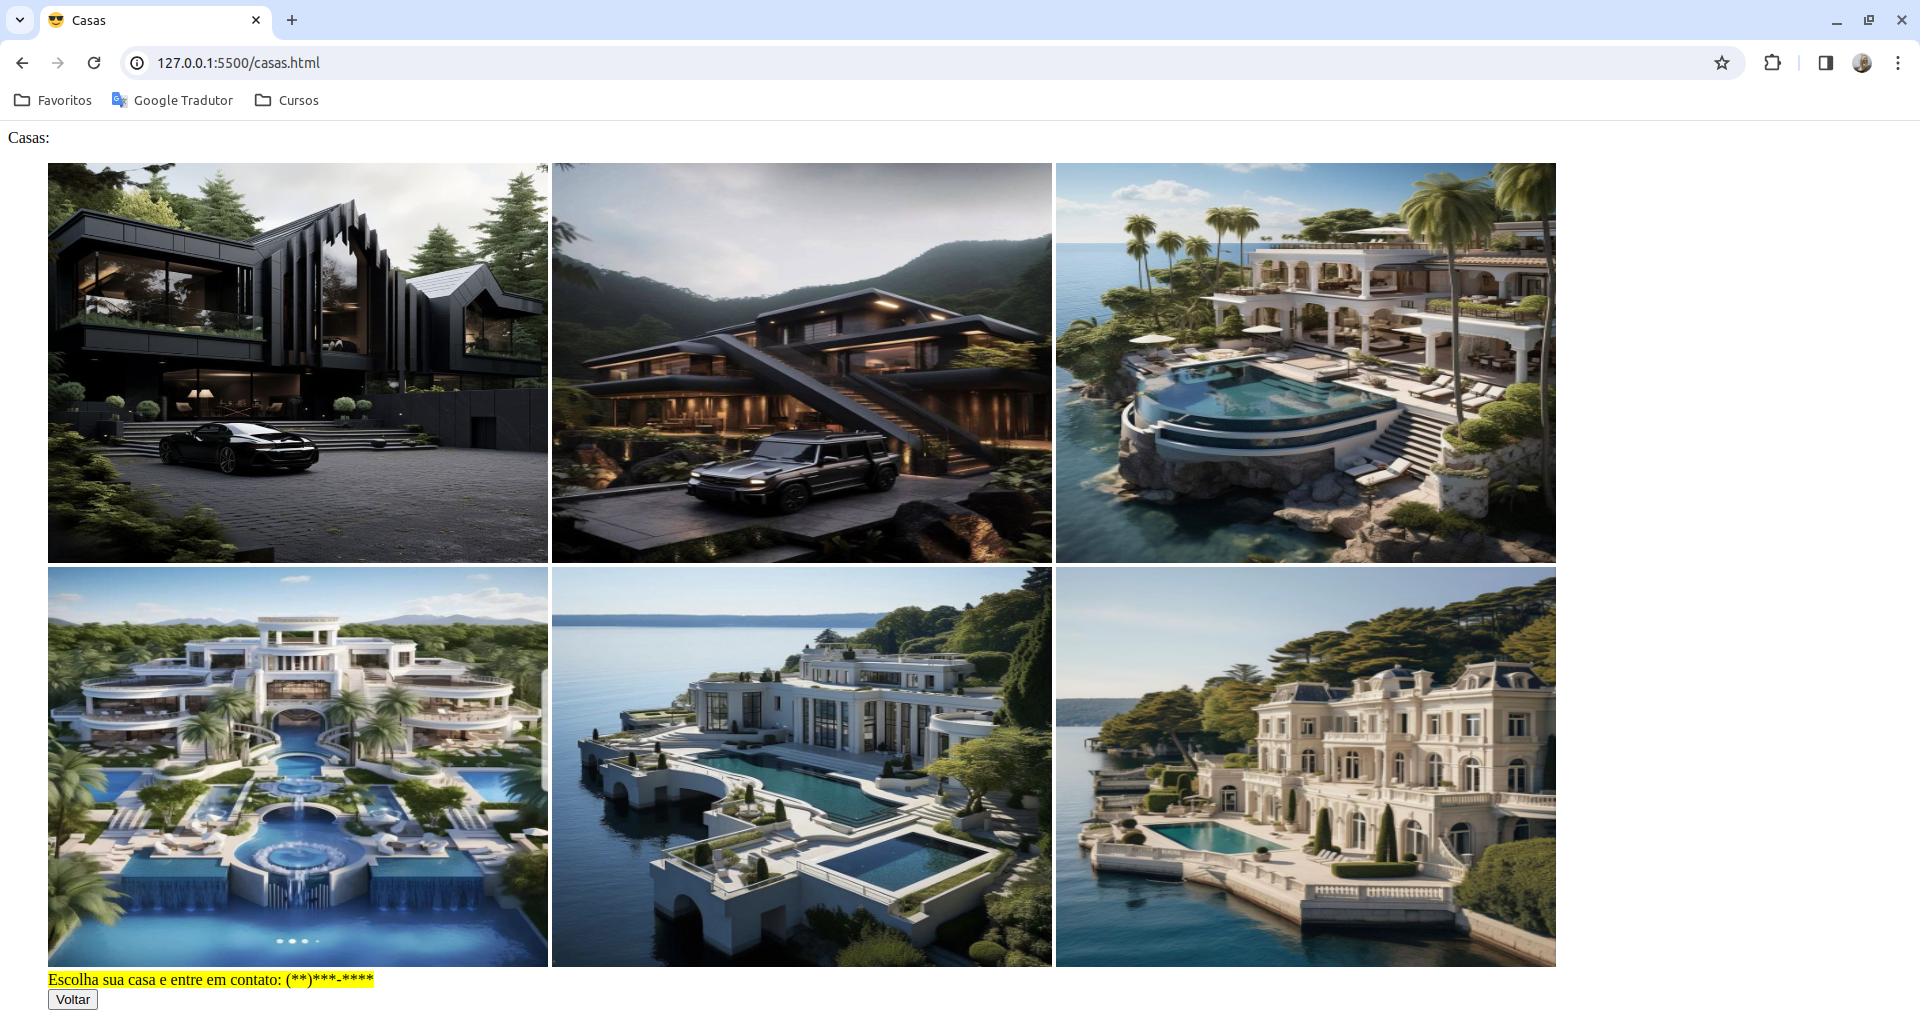 Casas
127.0.0.1:5500/casas.html
Favoritos Google Tradutor Cursos
Casas:
Escolha sua casa e entre em contato: (**)***-****
Voltar